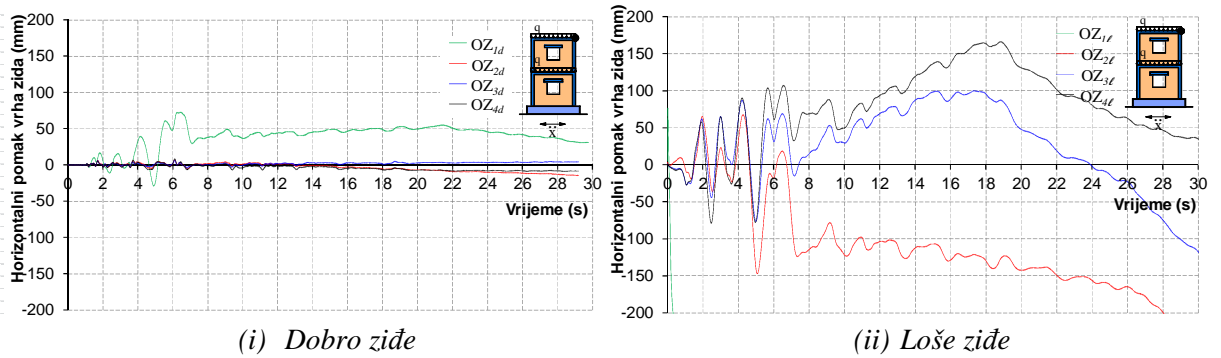 Horizontalni pomak vrha zida (mm)
200
150
100
50
0
-50
-100
-150
-200
0 2 4 6 8 10 12 14 16 18 20 22 24 26 28 30
Vrijeme (s)
OZ1d
OZ2d
OZ3d
OZ4d
q
q
ẍ
(i) Dobro ziđe
Horizontalni pomak vrha zida (mm)
200
150
100
50
0
-50
-100
-150
-200
0 2 4 6 8 10 12 14 16 18 20 22 24 26 28 30
Vrijeme (s)
OZ1ℓ
OZ2ℓ
OZ3ℓ
OZ4ℓ
q
q
ẍ
(ii) Loše ziđe